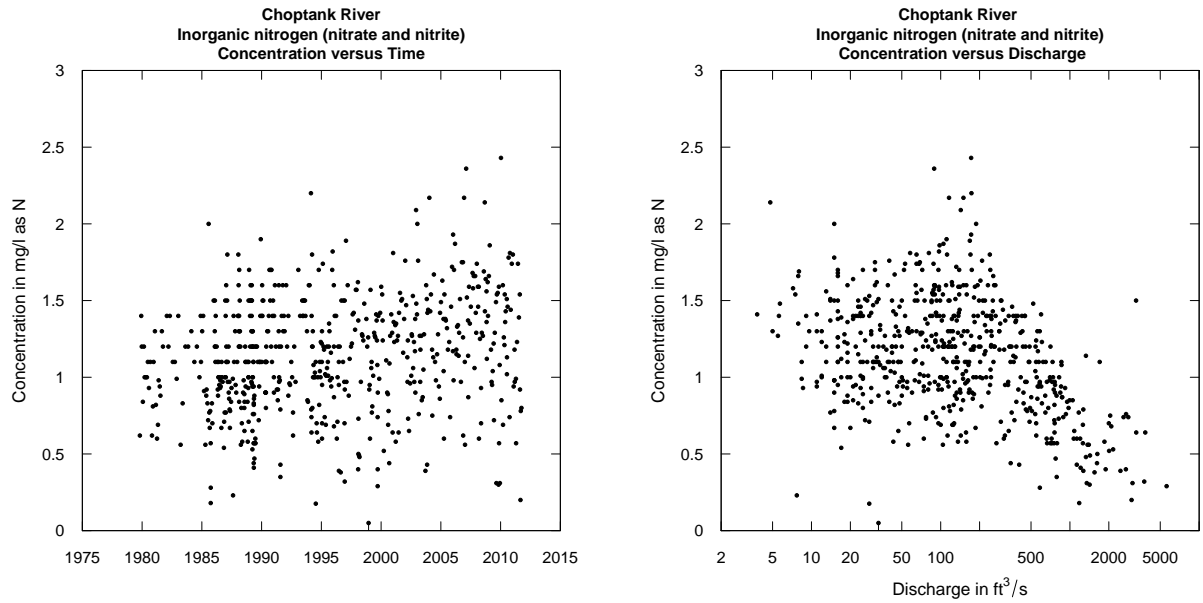 Choptank River
Inorganic nitrogen (nitrate and nitrite)
Concentration versus Time
3
2.5
2
1.5
1
0.5
0
Concentration in mg/l as N
1975 1980 1985 1990 1995 2000 2005 2010 2015
Choptank River
Inorganic nitrogen (nitrate and nitrite)
Concentration versus Discharge
3
2.5
2
1.5
1
0.5
0
Concentration in mg/l as N
2 5 10 20 50 100 500 2000 5000
Discharge in ft³/s